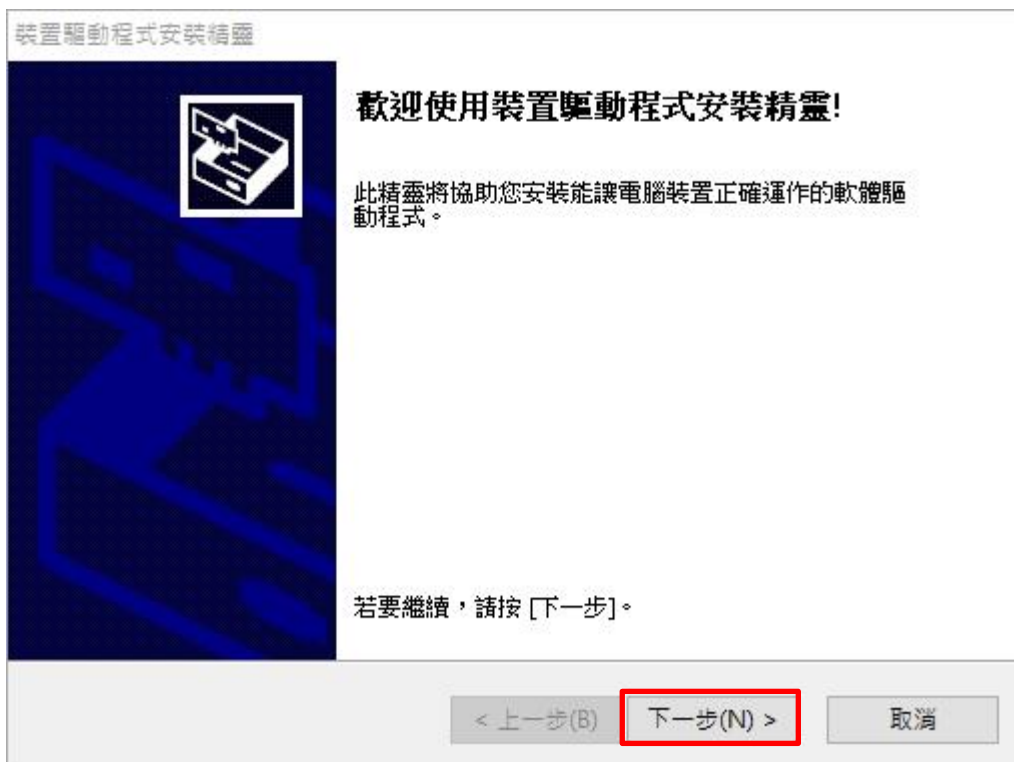 裝置驅動程式安裝精靈
歡迎使用裝置驅動程式安裝精靈!
此精靈將協助您安裝能讓電腦裝置正確運作的軟體驅
動程式。
若要繼續，請按 [下一步]。
< 上一步(B)
下一步(N) >
取消